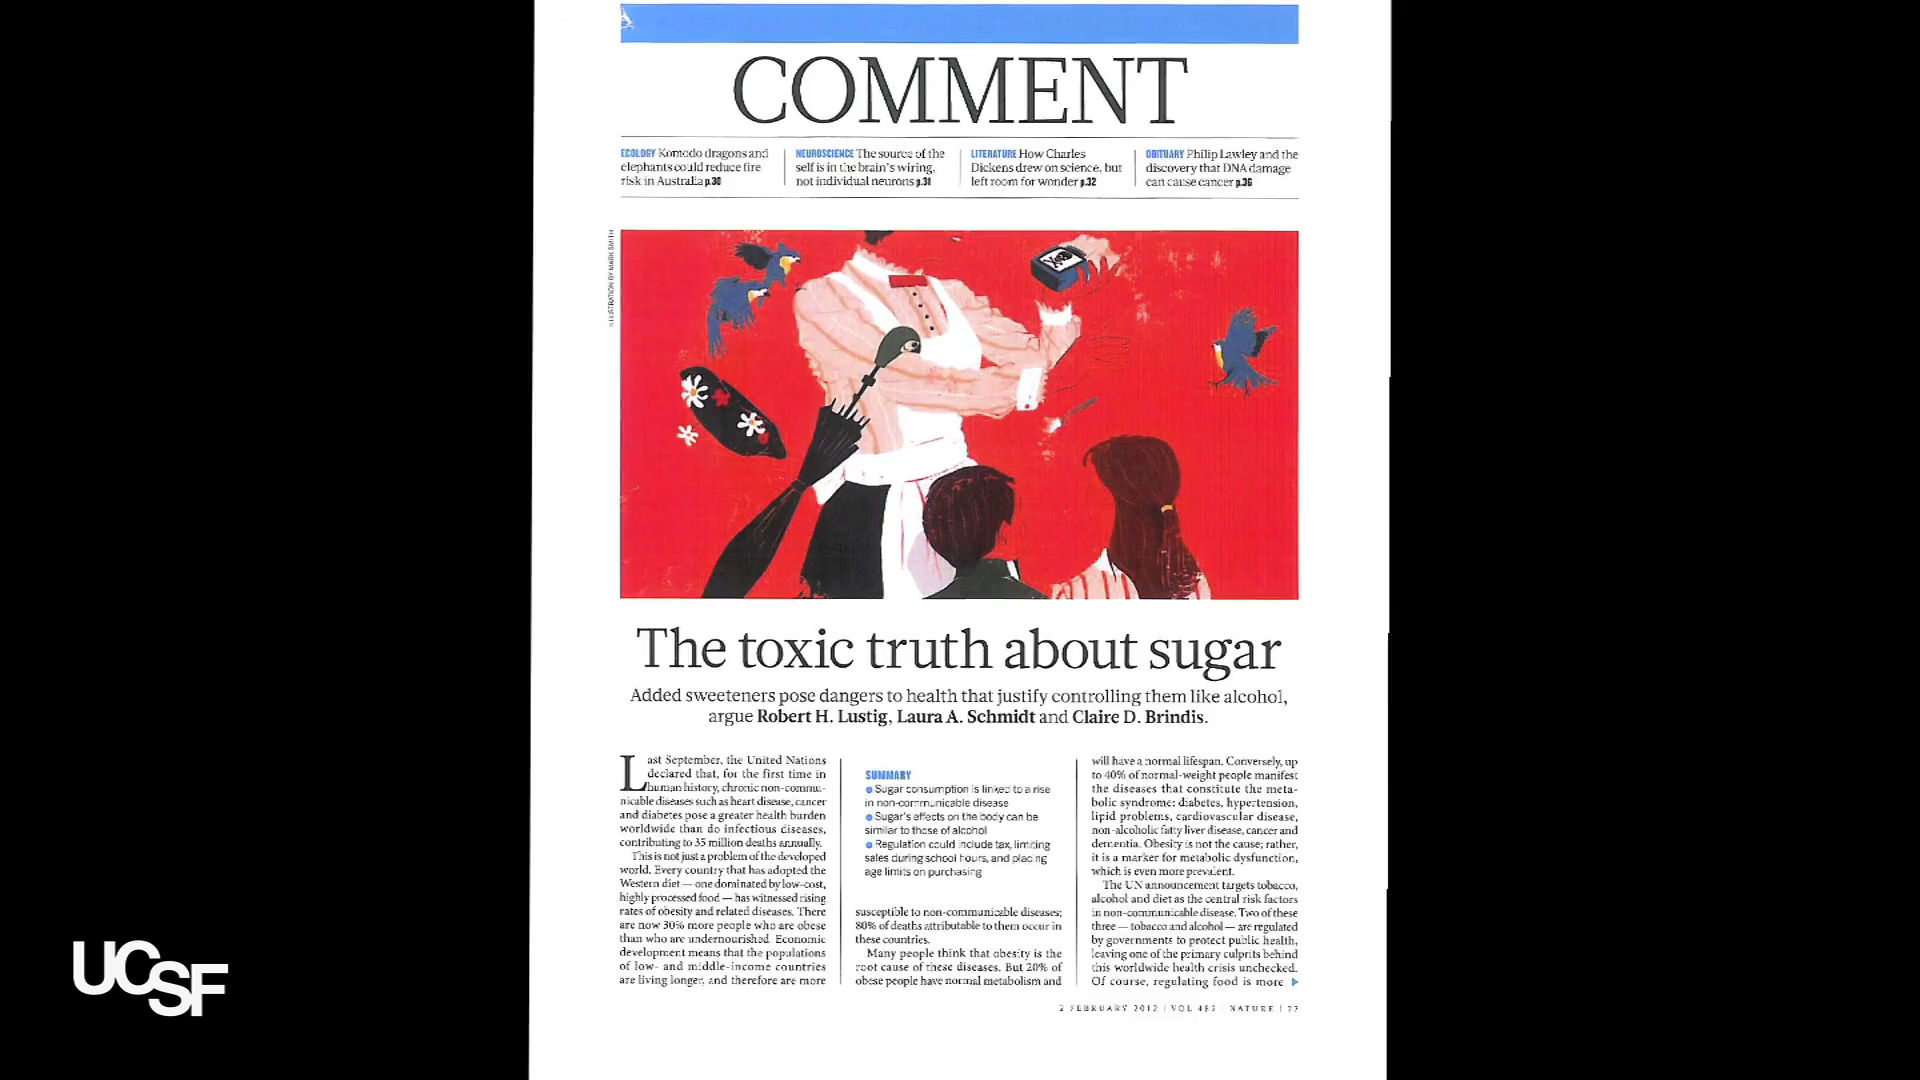 COMMENT
ECOLOGY Komodo dragons and
elephants could reduce fire
risk in Australia p.30
NEUROSCIENCE The source of the
self is in the brain's wiring,
not individual neurons p.31
LITERATURE How Charles
Dickens drew on science, but
left room for wonder p.32
OBITUARY Philip Lawley and the
discovery that DNA damage
can cause cancer p.36
ILLUSTRATION BY MARK SMITH
The toxic truth about sugar
Added sweeteners pose dangers to health that justify controlling them like alcohol,
argue Robert H. Lustig, Laura A. Schmidt and Claire D. Brindis.
Last September, the United Nations
declared that, for the first time in
human history, chronic non-commu-
nicable diseases such as heart disease, cancer
and diabetes pose a greater health burden
worldwide than do infectious diseases,
contributing to 35 million deaths annually.
This is not just a problem of the developed
world. Every country that has adopted the
Western diet — one dominated by low-cost,
highly processed food — has witnessed rising
rates of obesity and related diseases. There
are now 30% more people who are obese
than who are undernourished. Economic
development means that the populations
of low- and middle-income countries
are living longer, and therefore are more
SUMMARY
Sugar consumption is linked to a rise
in non-communicable disease
Sugar's effects on the body can be
similar to those of alcohol
Regulation could include tax, limiting
sales during school hours, and placing
age limits on purchasing
susceptible to non-communicable diseases;
80% of deaths attributable to them occur in
these countries.
Many people think that obesity is the
root cause of these diseases. But 20% of
obese people have normal metabolism and
will have a normal lifespan. Conversely, up
to 40% of normal-weight people manifest
the diseases that constitute the meta-
bolic syndrome: diabetes, hypertension,
lipid problems, cardiovascular disease,
non-alcoholic fatty liver disease, cancer and
dementia. Obesity is not the cause; rather,
it is a marker for metabolic dysfunction,
which is even more prevalent.
The UN announcement targets tobacco,
alcohol and diet as the central risk factors
in non-communicable disease. Two of these
three — tobacco and alcohol — are regulated
by governments to protect public health,
leaving one of the primary culprits behind
this worldwide health crisis unchecked.
Of course, regulating food is more
2 FEBRUARY 2012 | VOL 482 | NATURE | 27
UCSF